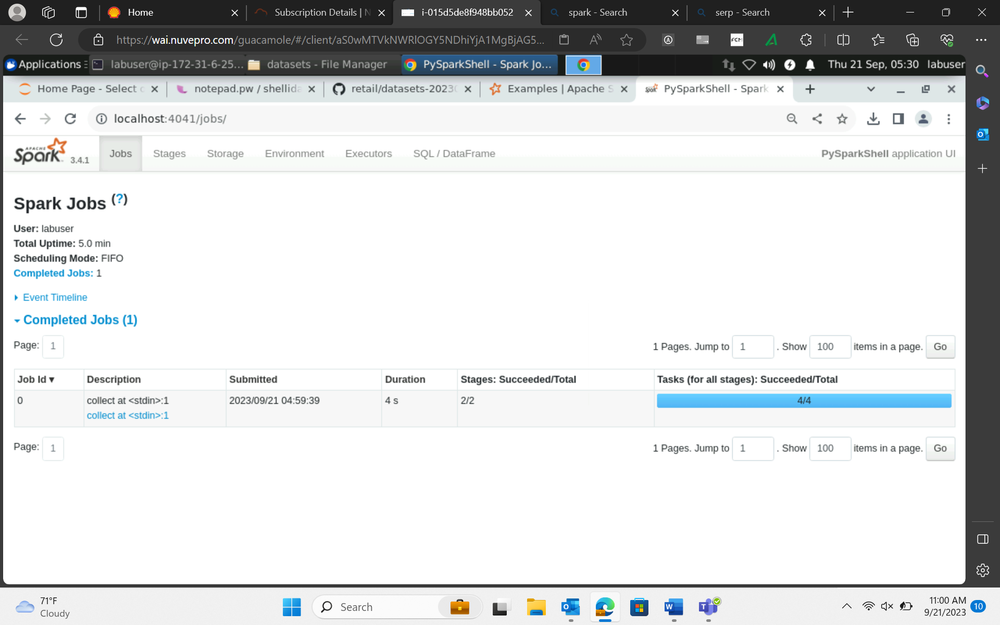 Home
Subscription Details | N
i-015d5de8f948bb052
spark - Search
serp - Search
https://wai.nuvepro.com/guacamole/#/client/aS0wMTVkNWRlOGY5NDhiYjA1MgBjAG5...
Applications
labuser@ip-172-31-6-25...
datasets - File Manager
PySparkShell - Spark Jo...
Thu 21 Sep, 05:30 labuser
Home Page - Select
notepad.pw / shellida
retail/datasets-2023
Examples | Apache S
PySparkShell - Spark
localhost:4041/jobs/
APACHE Spark 3.4.1
Jobs
Stages
Storage
Environment
Executors
SQL / DataFrame
PySparkShell application UI
Spark Jobs (?)
User: labuser
Total Uptime: 5.0 min
Scheduling Mode: FIFO
Completed Jobs: 1
Event Timeline
Completed Jobs (1)
Page: 1
1 Pages. Jump to 1 . Show 100 items in a page. Go
Job Id ▾ Description Submitted Duration Stages: Succeeded/Total Tasks (for all stages): Succeeded/Total
0 collect at <stdin>:1 2023/09/21 04:59:39 4 s 2/2 4/4
collect at <stdin>:1
Page: 1
1 Pages. Jump to 1 . Show 100 items in a page. Go
71°F
Cloudy
Search
11:00 AM
9/21/2023
10